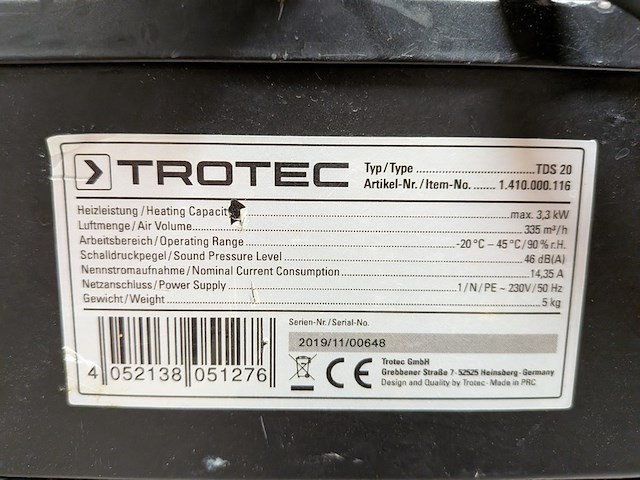 TROTEC
Typ/Type ........................ TDS 20
Artikel-Nr./Item-No. ...... 1.410.000.116
Heizleistung/Heating Capacit ........................ max. 3,3 kW
Luftmenge/Air Volume ........................ 335 m³/h
Arbeitsbereich/Operating Range ........................ -20°C – 45°C/90% r.H.
Schalldruckpegel/Sound Pressure Level ........................ 46 dB(A)
Nennstromaufnahme/Nominal Current Consumption ........................ 14,35 A
Netzanschluss/Power Supply ........................ 1/N/PE ~ 230V/50 Hz
Gewicht/Weight ........................ 5 kg
Serien-Nr./Serial-No.
2019/11/00648
4 052138 051276
CE
Trotec GmbH
Grebbener Straße 7 · 52525 Heinsberg · Germany
Design and Quality by Trotec · Made in PRC